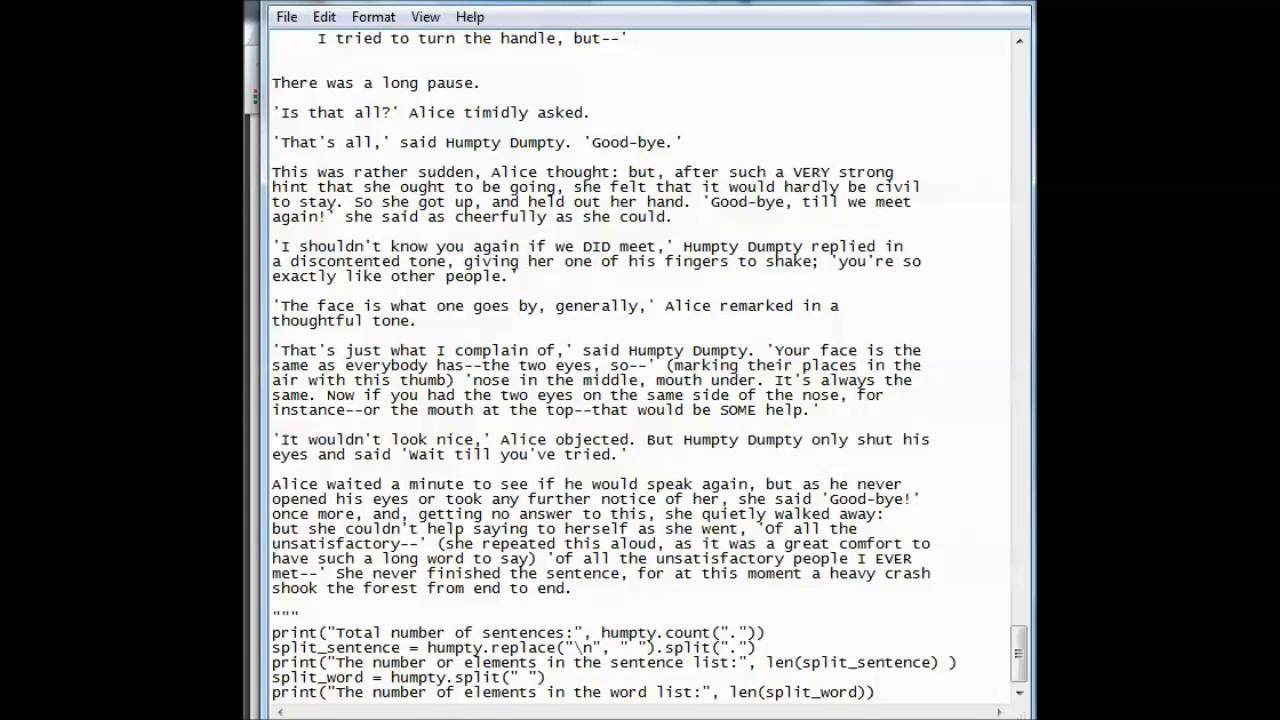 File Edit Format View Help
I tried to turn the handle, but--'
There was a long pause.
'Is that all?' Alice timidly asked.
'That's all,' said Humpty Dumpty. 'Good-bye.'
This was rather sudden, Alice thought: but, after such a VERY strong
hint that she ought to be going, she felt that it would hardly be civil
to stay. So she got up, and held out her hand. 'Good-bye, till we meet
again!' she said as cheerfully as she could.
'I shouldn't know you again if we DID meet,' Humpty Dumpty replied in
a discontented tone, giving her one of his fingers to shake; 'you're so
exactly like other people.'
'The face is what one goes by, generally,' Alice remarked in a
thoughtful tone.
'That's just what I complain of,' said Humpty Dumpty. 'Your face is the
same as everybody has--the two eyes, so--' (marking their places in the
air with this thumb) 'nose in the middle, mouth under. It's always the
same. Now if you had the two eyes on the same side of the nose, for
instance--or the mouth at the top--that would be SOME help.'
'It wouldn't look nice,' Alice objected. But Humpty Dumpty only shut his
eyes and said 'Wait till you've tried.'
Alice waited a minute to see if he would speak again, but as he never
opened his eyes or took any further notice of her, she said 'Good-bye!'
once more, and, getting no answer to this, she quietly walked away:
but she couldn't help saying to herself as she went, 'of all the
unsatisfactory--' (she repeated this aloud, as it was a great comfort to
have such a long word to say) 'of all the unsatisfactory people I EVER
met--' She never finished the sentence, for at this moment a heavy crash
shook the forest from end to end.
"""
print("Total number of sentences:", humpty.count("."))
split_sentence = humpty.replace("\n", " ").split(".")
print("The number or elements in the sentence list:", len(split_sentence) )
split_word = humpty.split(" ")
print("The number of elements in the word list:", len(split_word))